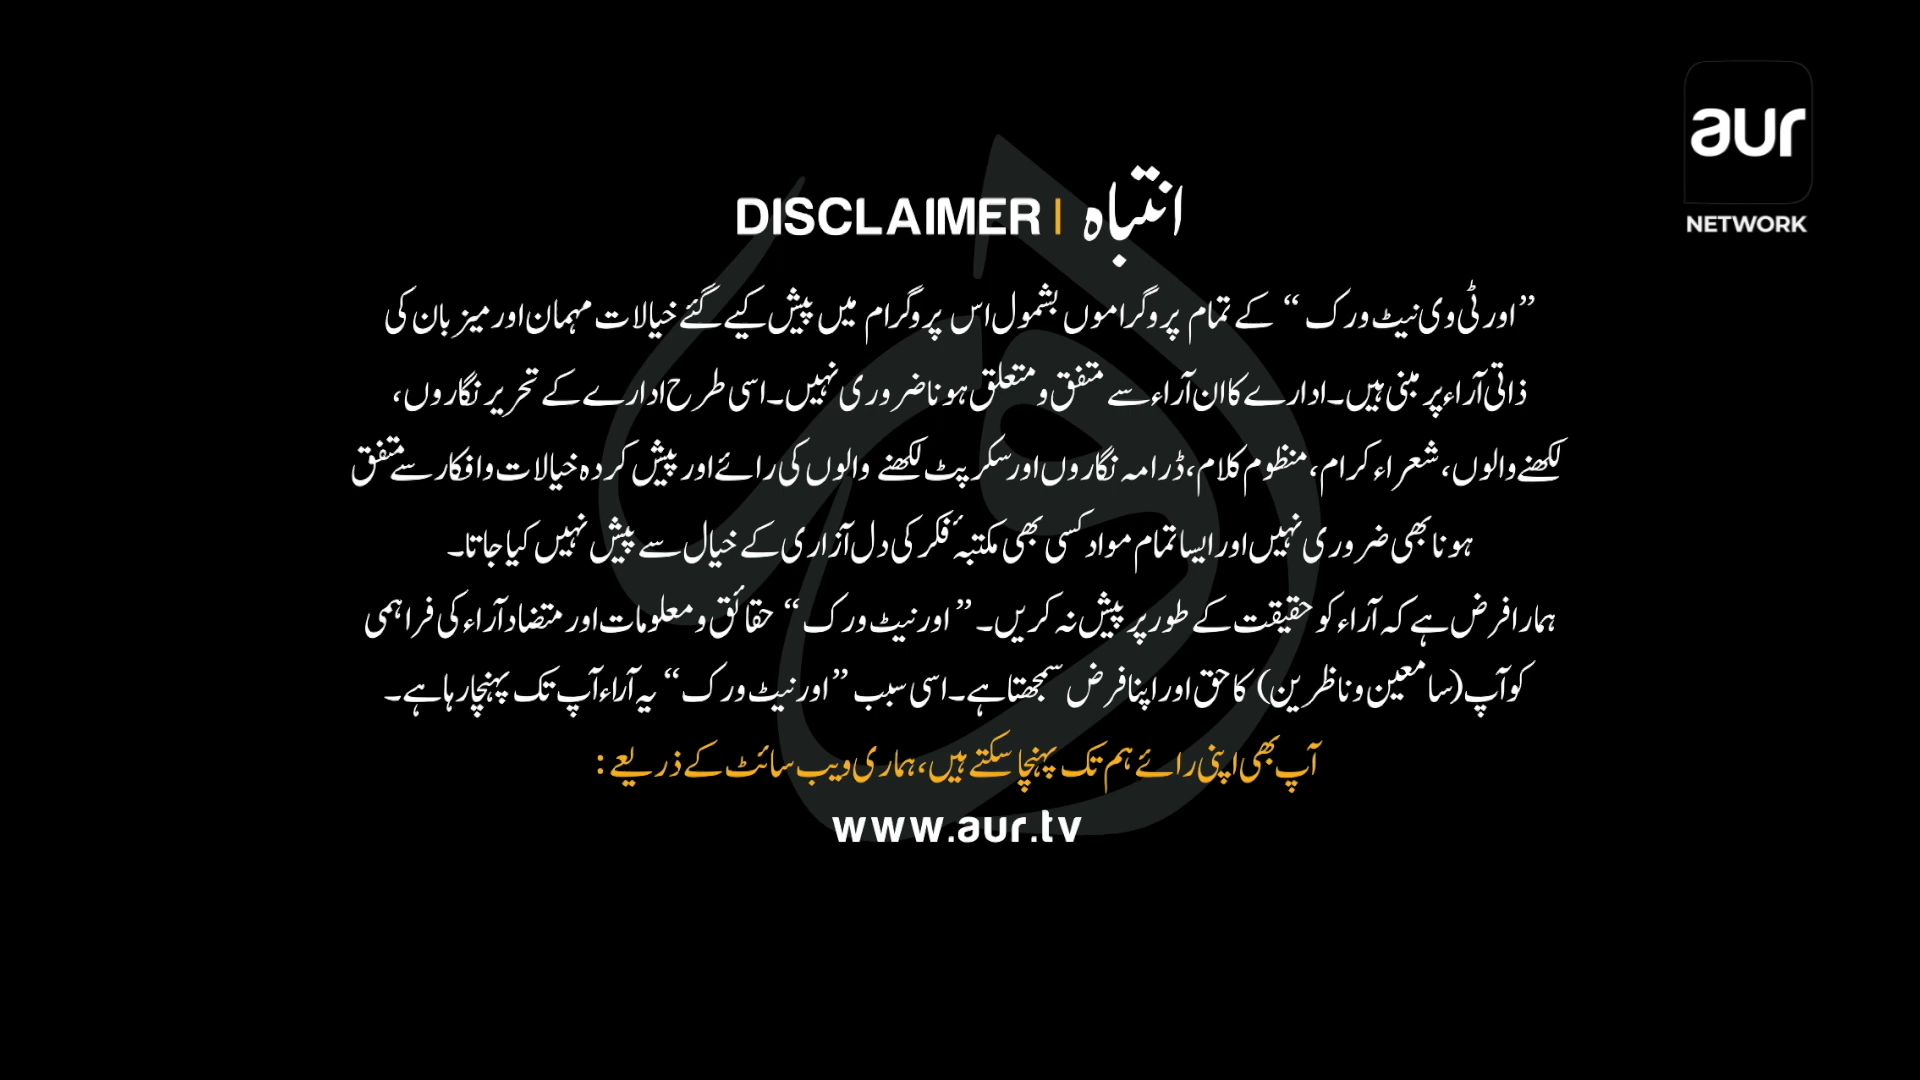 aur
NETWORK
DISCLAIMER | انتباہ
”اور ٹی وی نیٹ ورک“ کے تمام پروگراموں بشمول اس پروگرام میں پیش کیے گئے خیالات مہمان اور میزبان کی
ذاتی آراء پر مبنی ہیں۔ ادارے کا ان آراء سے متفق و متعلق ہونا ضروری نہیں۔ اسی طرح ادارے کے تحریر نگاروں،
لکھنے والوں، شعراء کرام، منظوم کلام، ڈرامہ نگاروں اور سکرپٹ لکھنے والوں کی رائے اور پیش کردہ خیالات و افکار سے متفق
ہونا بھی ضروری نہیں اور ایسا تمام مواد کسی بھی مکتبۂ فکر کی دل آزاری کے خیال سے پیش نہیں کیا جاتا۔
ہمارا فرض ہے کہ آراء کو حقیقت کے طور پر پیش نہ کریں۔ ”اور نیٹ ورک“ حقائق و معلومات اور متضاد آراء کی فراہمی
کو آپ (سامعین و ناظرین) کا حق اور اپنا فرض سمجھتا ہے۔ اسی سبب ”اور نیٹ ورک“ یہ آراء آپ تک پہنچا رہا ہے۔
آپ بھی اپنی رائے ہم تک پہنچا سکتے ہیں، ہماری ویب سائٹ کے ذریعے:
www.aur.tv